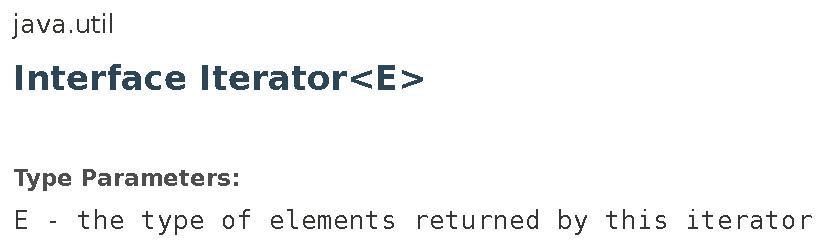 java.util
Interface Iterator<E>
Type Parameters:
E - the type of elements returned by this iterator